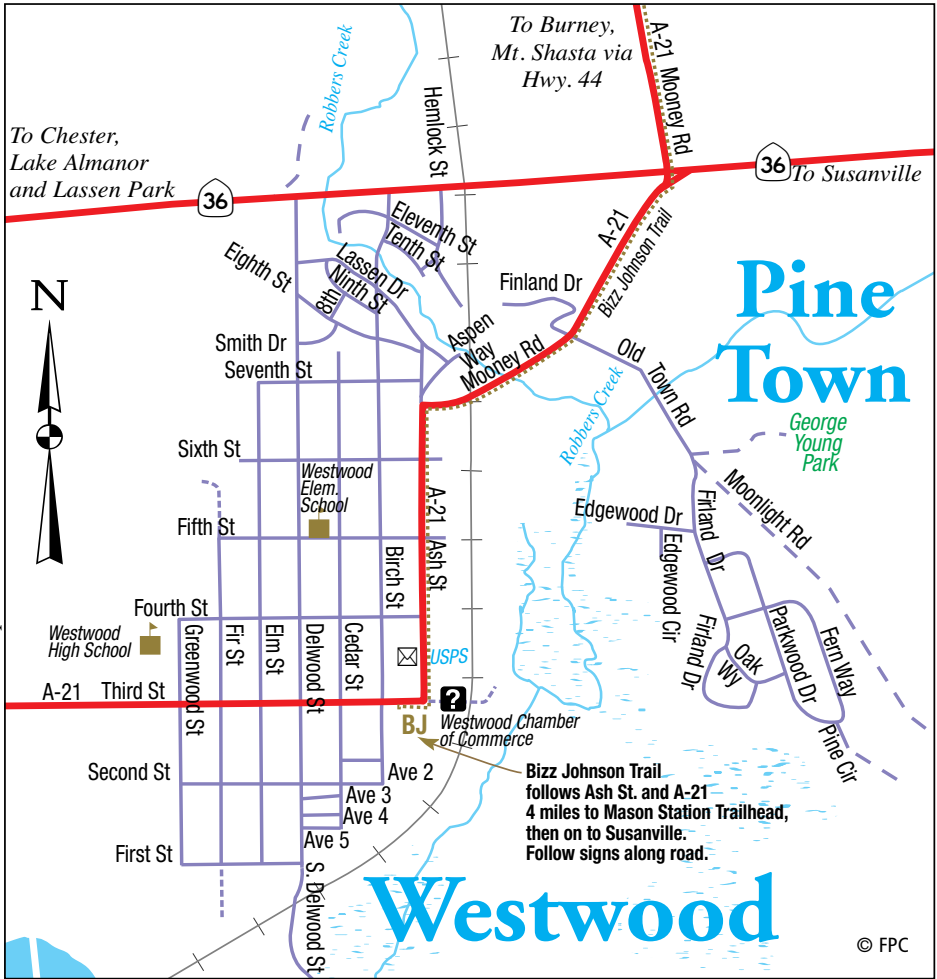 To Burney,
Mt. Shasta via
Hwy. 44
A-21 Mooney Rd
Robbers Creek
Hemlock St
To Chester,
Lake Almanor
and Lassen Park
36
36
To Susanville
Eleventh St
Tenth St
A-21
Bizz Johnson Trail
Eighth St
Lassen Dr
Ninth St
8th
Finland Dr
Pine
Town
N
Smith Dr
Aspen
Way
Mooney Rd
Old
Town Rd
Seventh St
Robbers Creek
George
Young
Park
Sixth St
Westwood
Elem.
School
A-21 Ash St
Moonlight Rd
Fifth St
Edgewood Dr
Firland Dr
Edgewood Cir
Birch St
Fourth St
Westwood
High School
Greenwood St
First St
Elm St
Delwood St
Cedar St
USPS
Firland Dr
Oak
Wy
Parkwood Dr
Fern Way
A-21 Third St
?
BJ
Westwood Chamber
of Commerce
Pine Cir
Second St
Ave 2
Bizz Johnson Trail
follows Ash St. and A-21
4 miles to Mason Station Trailhead,
then on to Susanville.
Follow signs along road.
Ave 3
Ave 4
Ave 5
First St
S. Delwood St
Westwood
© FPC